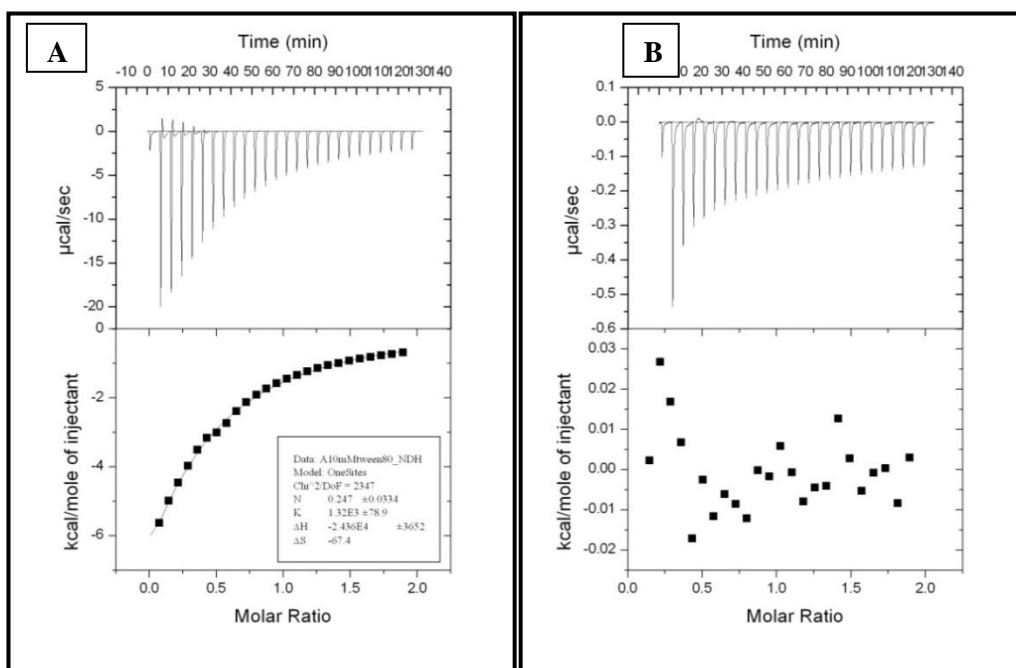 A
Time (min)
-10 0 10 20 30 40 50 60 70 80 90 100 110 120 130 140
5
0
-5
-10
-15
-20
µcal/sec
0
-2
-4
-6
kcal/mole of injectant
Data: A10mMtween80_NDH
Model: OneSites
Chi^2/DoF = 2347
N 0.247 ±0.0334
K 1.32E3 ±78.9
ΔH -2.436E4 ±3652
ΔS -67.4
0.0 0.5 1.0 1.5 2.0
Molar Ratio
B
Time (min)
10 20 30 40 50 60 70 80 90 100 110 120 130 140
0.1
0.0
-0.1
-0.2
-0.3
-0.4
-0.5
-0.6
µcal/sec
0.03
0.02
0.01
0.00
-0.01
-0.02
kcal/mole of injectant
0.0 0.5 1.0 1.5 2.0
Molar Ratio